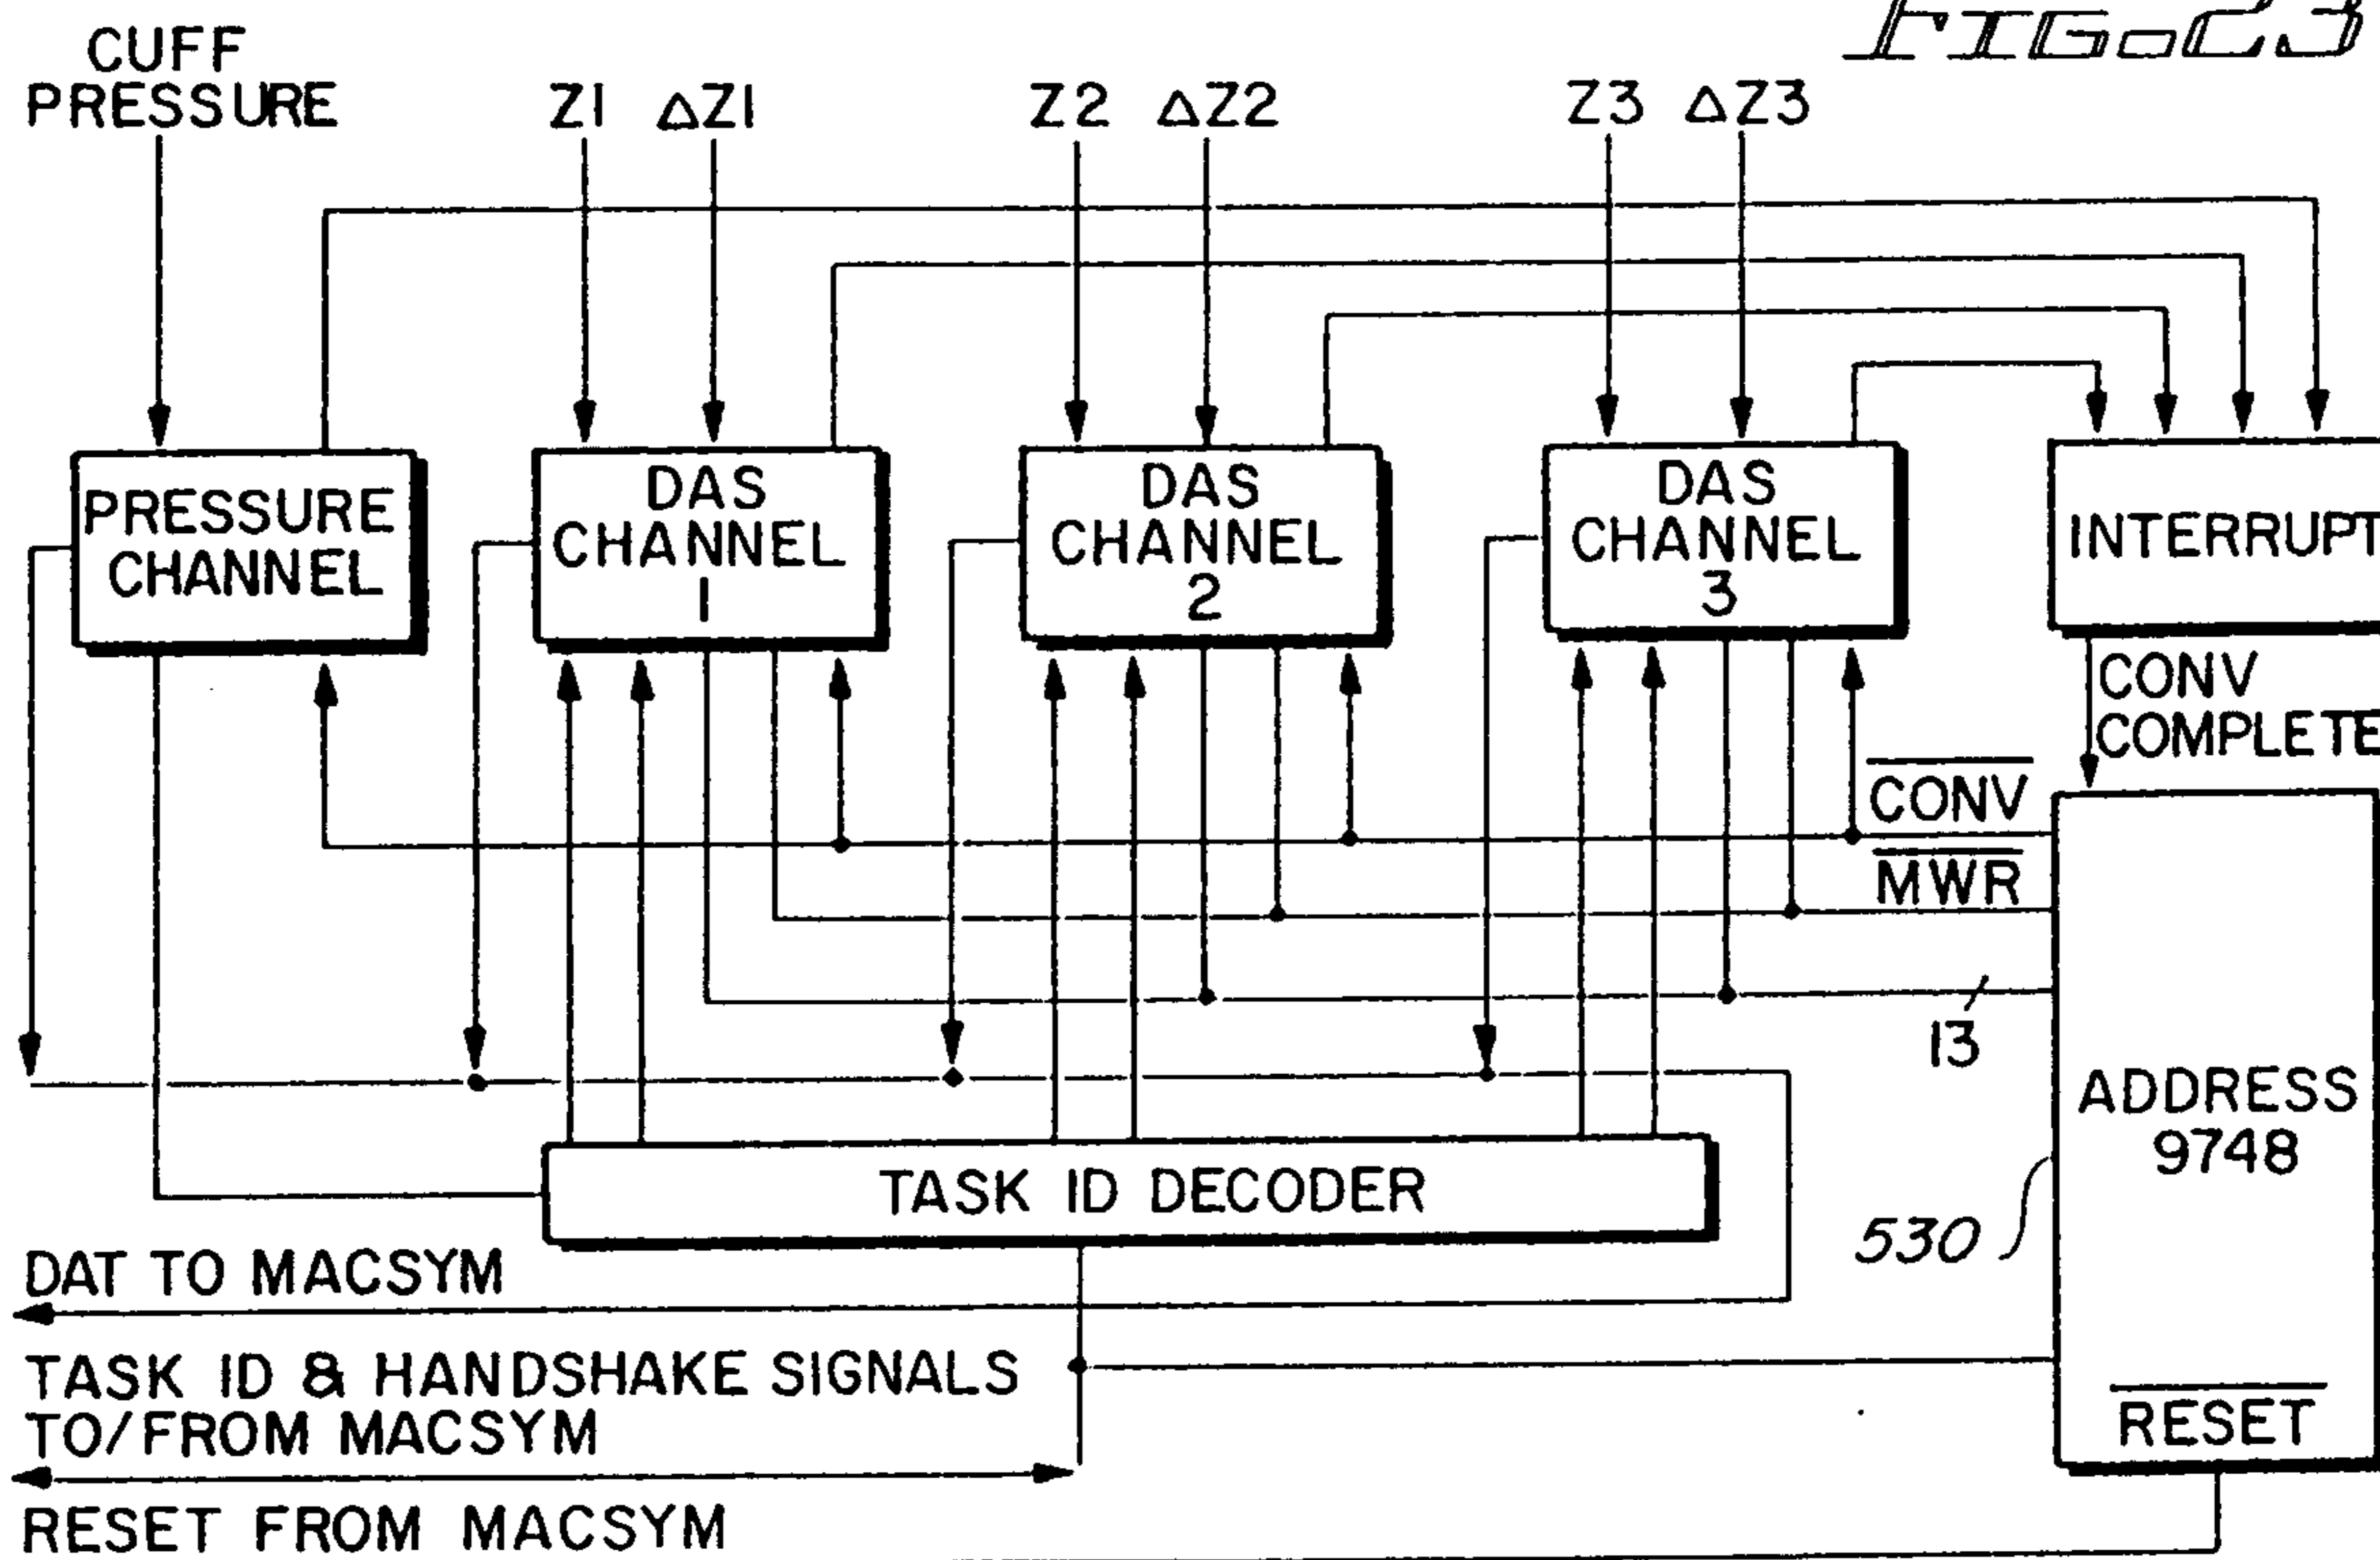 FIG. 23
CUFF
PRESSURE
Z1 ΔZ1
Z2 ΔZ2
Z3 ΔZ3
PRESSURE
CHANNEL
DAS
CHANNEL
1
DAS
CHANNEL
2
DAS
CHANNEL
3
INTERRUPT
CONV
COMPLETE
CONV
MWR
13
ADDRESS
9748
530
RESET
TASK ID DECODER
DAT TO MACSYM
TASK ID & HANDSHAKE SIGNALS
TO/FROM MACSYM
RESET FROM MACSYM